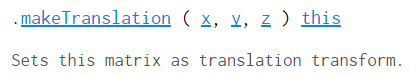 .makeTranslation ( x, y, z ) this
Sets this matrix as translation transform.